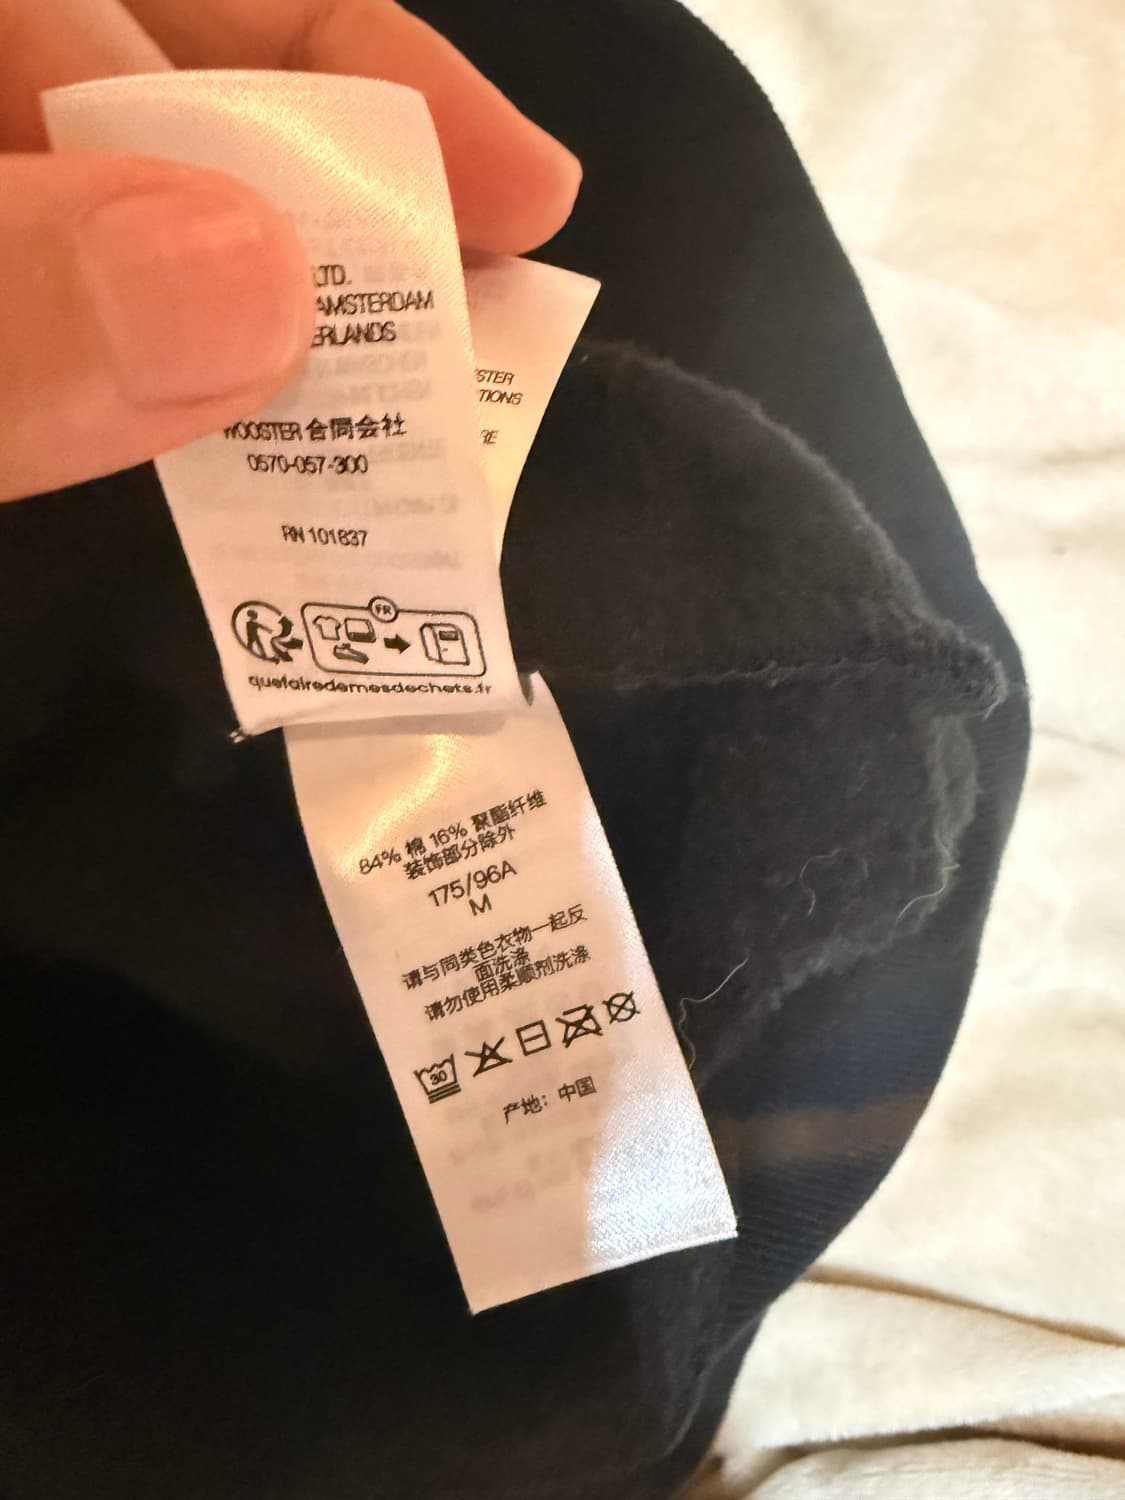 LTD.
AMSTERDAM
ERLANDS
WOOSTER 合同会社
0570-057-300
RN 101837
STER
TIONS
RE
FR
quefairedemesdechets.fr
84% 棉 16% 聚酯纤维
装饰部分除外
175/96A
M
请与同类色衣物一起反
面洗涤
请勿使用柔顺剂洗涤
30
产地：中国